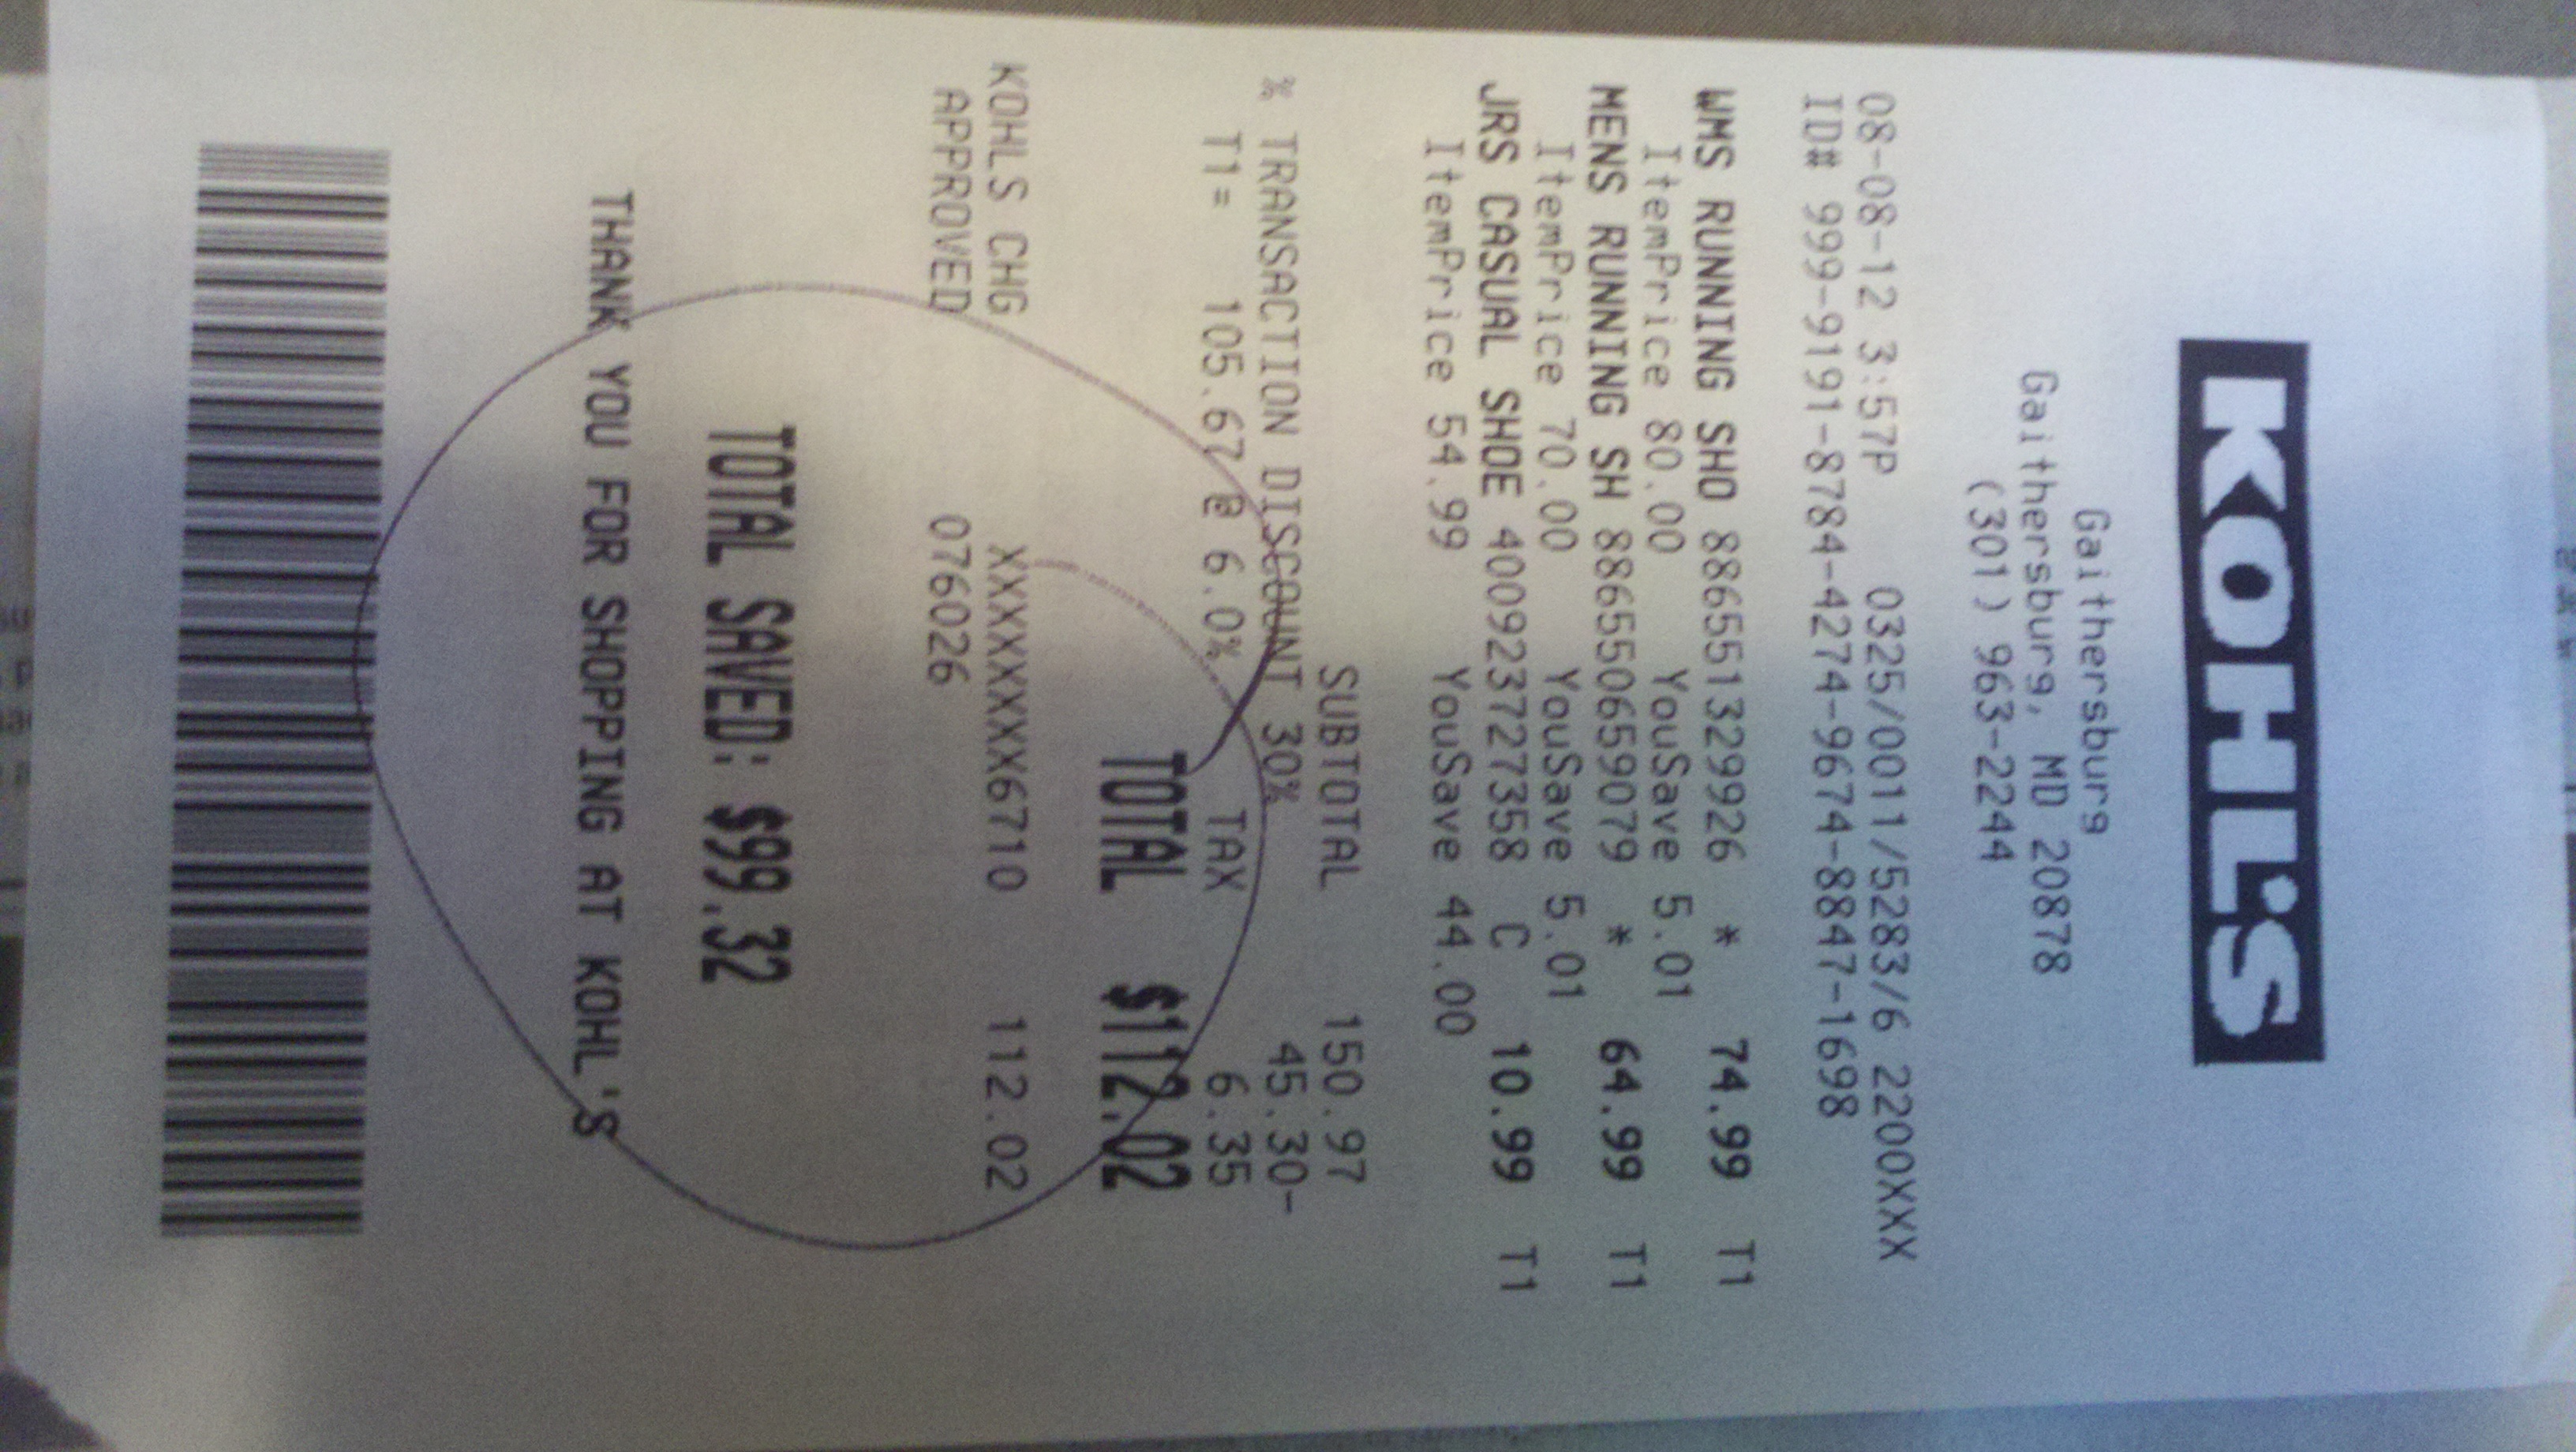 KOHL'S
Gaithersburg
Gaithersburg, MD 20878
(301) 963-2244
08-08-12 3:57P 0325/0011/5283/6 2200XXX
ID# 999-9191-8784-4274-9674-8847-1698
WMS RUNNING SHO 886551329926 * 74.99 T1
ItemPrice 80.00 YouSave 5.01
MENS RUNNING SH 886550659079 * 64.99 T1
ItemPrice 70.00 YouSave 5.01
JRS CASUAL SHOE 400923727358 C 10.99 T1
ItemPrice 54.99 YouSave 44.00
SUBTOTAL 150.97
% TRANSACTION DISCOUNT 30% 45.30-
T1= 105.67 @ 6.0% TAX 6.35
TOTAL $112.02
KOHLS CHG XXXXXXXX6710 112.02
APPROVED 076026
TOTAL SAVED: $99.32
THANK YOU FOR SHOPPING AT KOHL'S